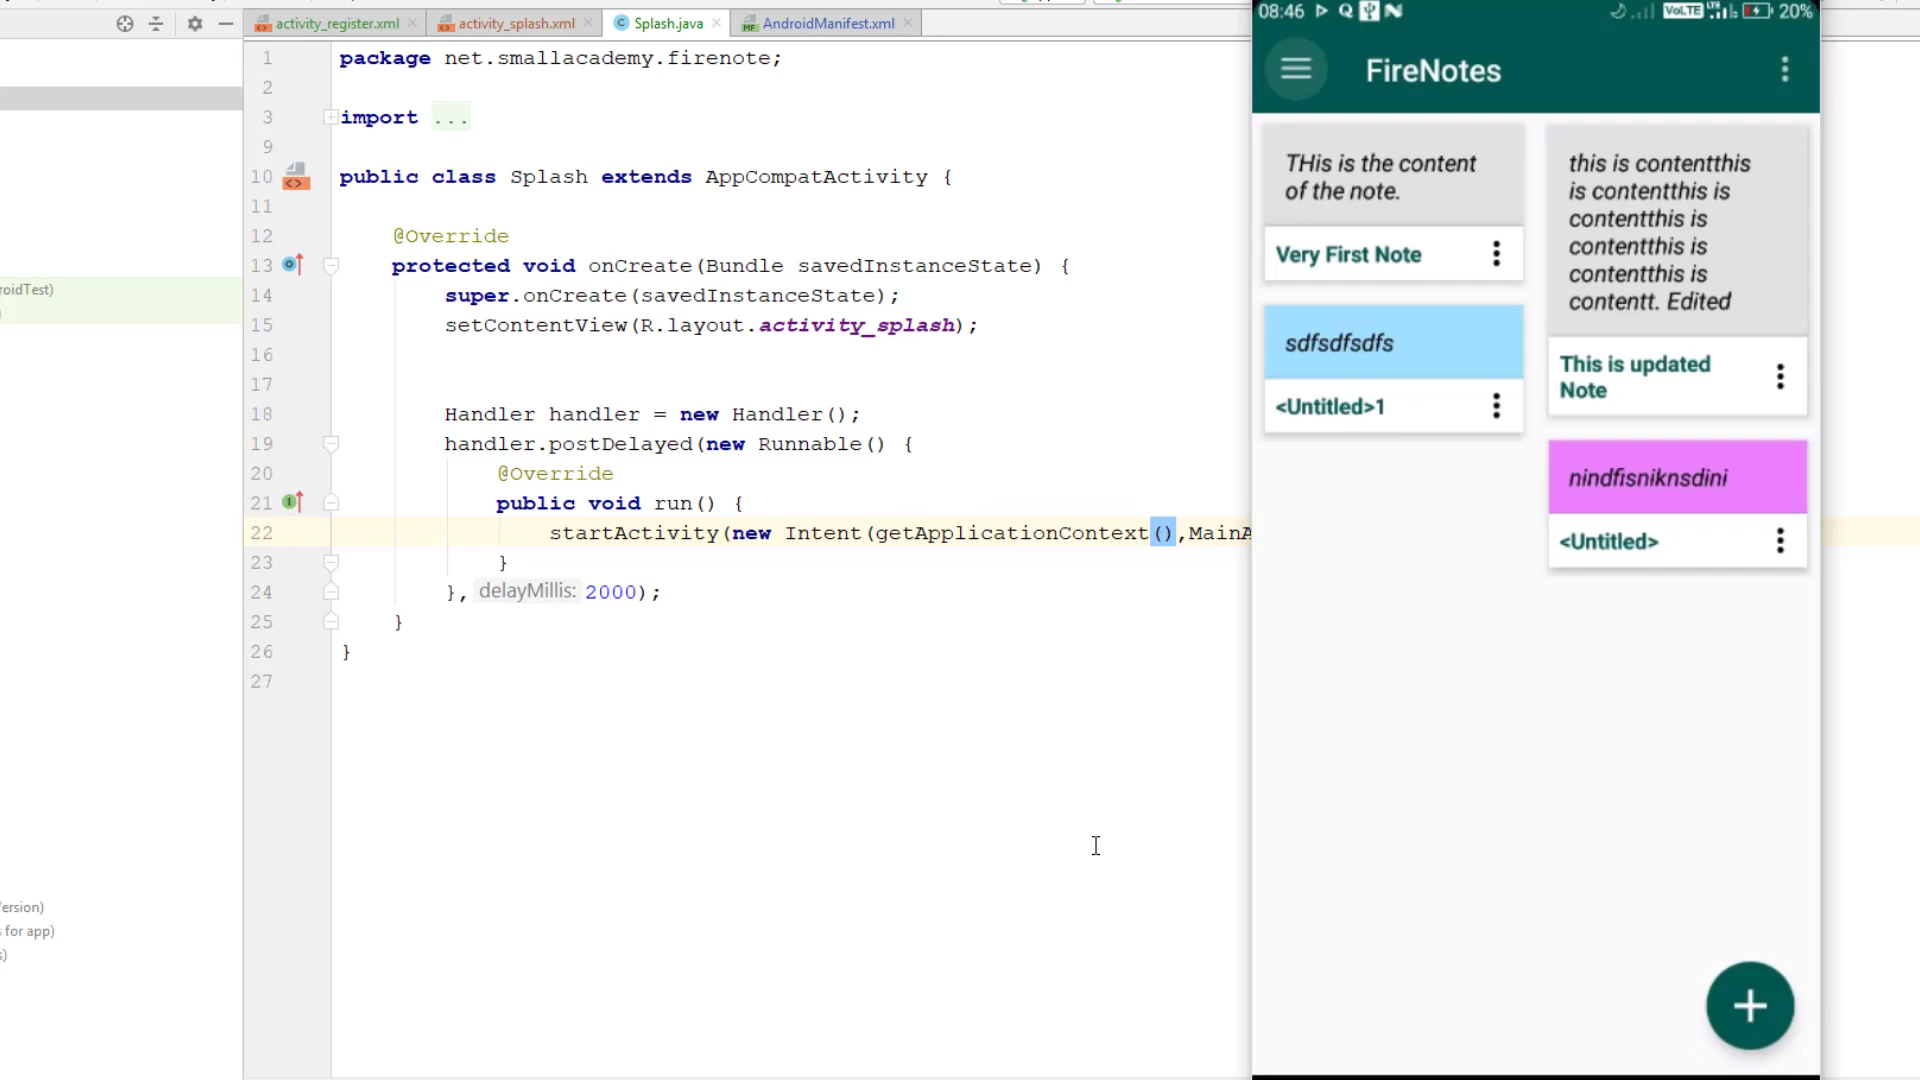 activity_register.xml
activity_splash.xml
Splash.java
AndroidManifest.xml
roidTest)
)
ersion)
s for app)
s)
1 package net.smallacademy.firenote;
2
3 import ...
9
10 public class Splash extends AppCompatActivity {
11
12 @Override
13 protected void onCreate(Bundle savedInstanceState) {
14 super.onCreate(savedInstanceState);
15 setContentView(R.layout.activity_splash);
16
17
18 Handler handler = new Handler();
19 handler.postDelayed(new Runnable() {
20 @Override
21 public void run() {
22 startActivity(new Intent(getApplicationContext(),MainA
23 }
24 }, delayMillis: 2000);
25 }
26 }
27
08:46 VoLTE 20%
FireNotes
THis is the content
of the note.
Very First Note
sdfsdfsdfs
<Untitled>1
this is contentthis
is contentthis is
contentthis is
contentthis is
contentthis is
contentt. Edited
This is updated
Note
nindfisniknsdini
<Untitled>